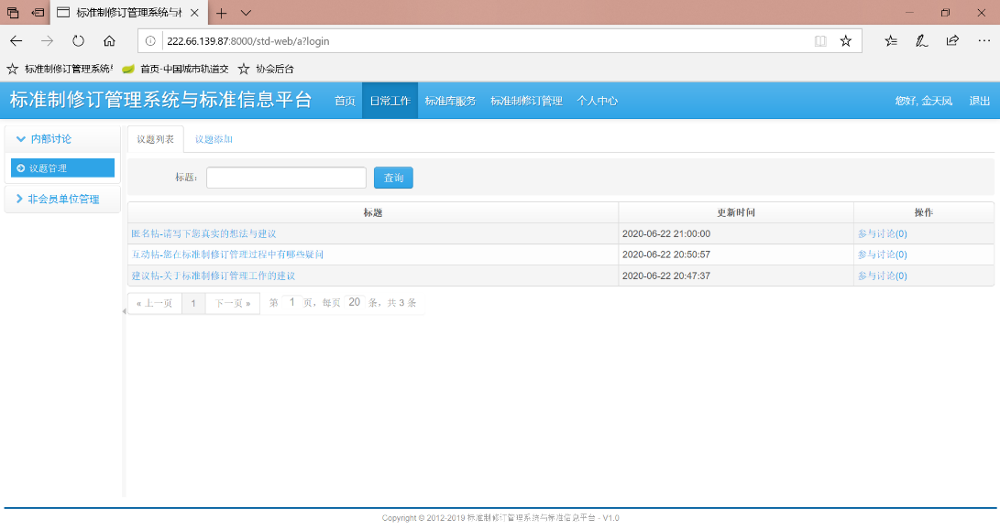 标准制修订管理系统与标
222.66.139.87:8000/std-web/a?login
标准制修订管理系统与 首页-中国城市轨道交 协会后台
标准制修订管理系统与标准信息平台 首页 日常工作 标准库服务 标准制修订管理 个人中心 您好, 金天凤 退出
内部讨论
议题管理
非会员单位管理
议题列表 议题添加
标题: 查询
标题 更新时间 操作
匿名帖-请写下您真实的想法与建议 2020-06-22 21:00:00 参与讨论(0)
互动帖-您在标准制修订管理过程中有哪些疑问 2020-06-22 20:50:57 参与讨论(0)
建议帖-关于标准制修订管理工作的建议 2020-06-22 20:47:37 参与讨论(0)
« 上一页 1 下一页 » 第 1 页, 每页 20 条, 共 3 条
Copyright © 2012-2019 标准制修订管理系统与标准信息平台 - V1.0